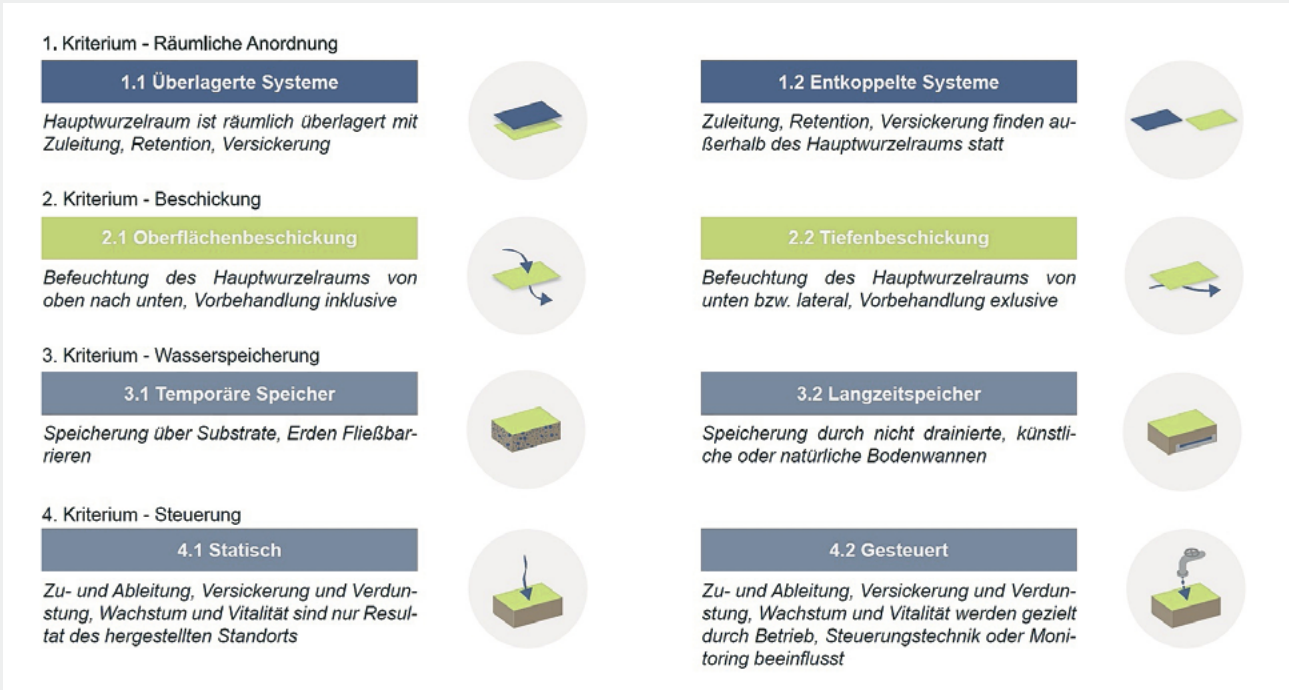 1. Kriterium - Räumliche Anordnung
1.1 Überlagerte Systeme
Hauptwurzelraum ist räumlich überlagert mit
Zuleitung, Retention, Versickerung
1.2 Entkoppelte Systeme
Zuleitung, Retention, Versickerung finden au-
ßerhalb des Hauptwurzelraums statt
2. Kriterium - Beschickung
2.1 Oberflächenbeschickung
Befeuchtung des Hauptwurzelraums von
oben nach unten, Vorbehandlung inklusive
2.2 Tiefenbeschickung
Befeuchtung des Hauptwurzelraums von
unten bzw. lateral, Vorbehandlung exlusive
3. Kriterium - Wasserspeicherung
3.1 Temporäre Speicher
Speicherung über Substrate, Erden Fließbar-
rieren
3.2 Langzeitspeicher
Speicherung durch nicht drainierte, künstli-
che oder natürliche Bodenwannen
4. Kriterium - Steuerung
4.1 Statisch
Zu- und Ableitung, Versickerung und Verdun-
stung, Wachstum und Vitalität sind nur Resul-
tat des hergestellten Standorts
4.2 Gesteuert
Zu- und Ableitung, Versickerung und Verdun-
stung, Wachstum und Vitalität werden gezielt
durch Betrieb, Steuerungstechnik oder Moni-
toring beeinflusst